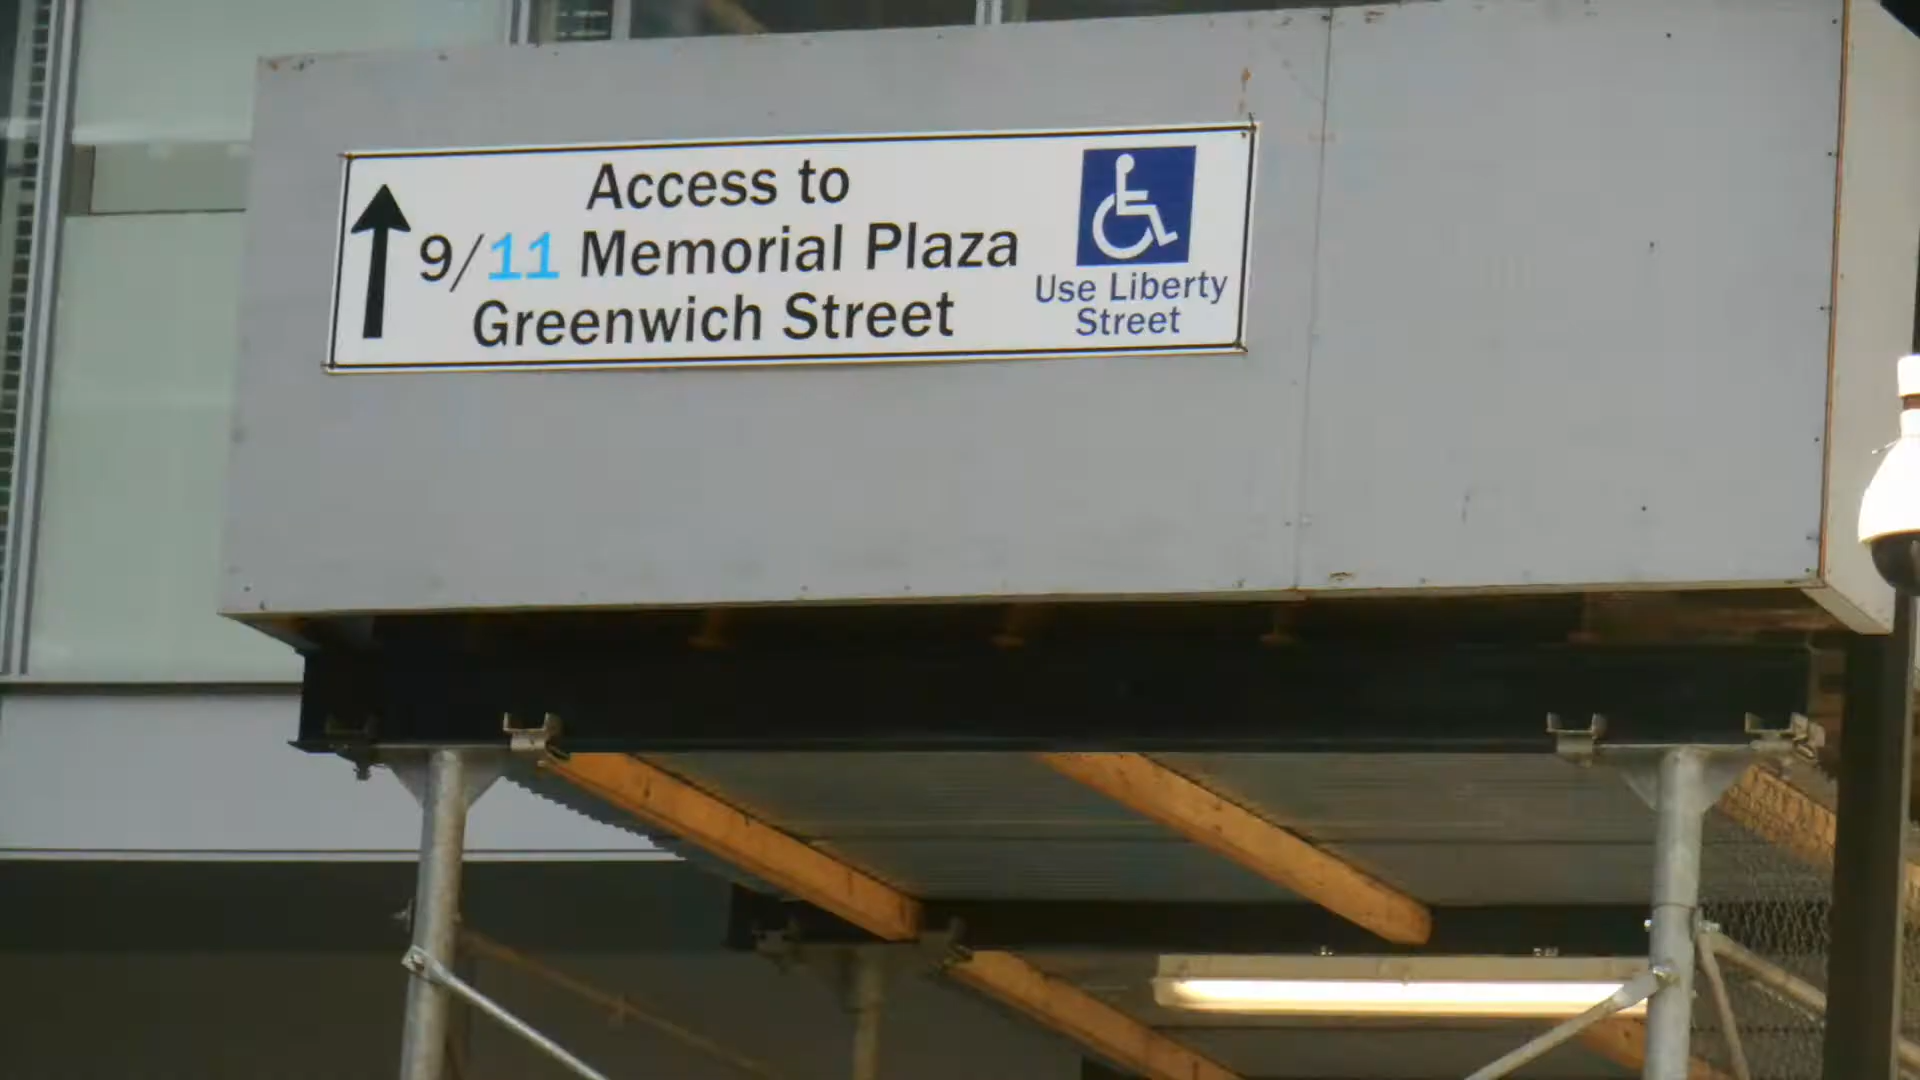 Access to
9/11 Memorial Plaza
Greenwich Street
Use Liberty
Street